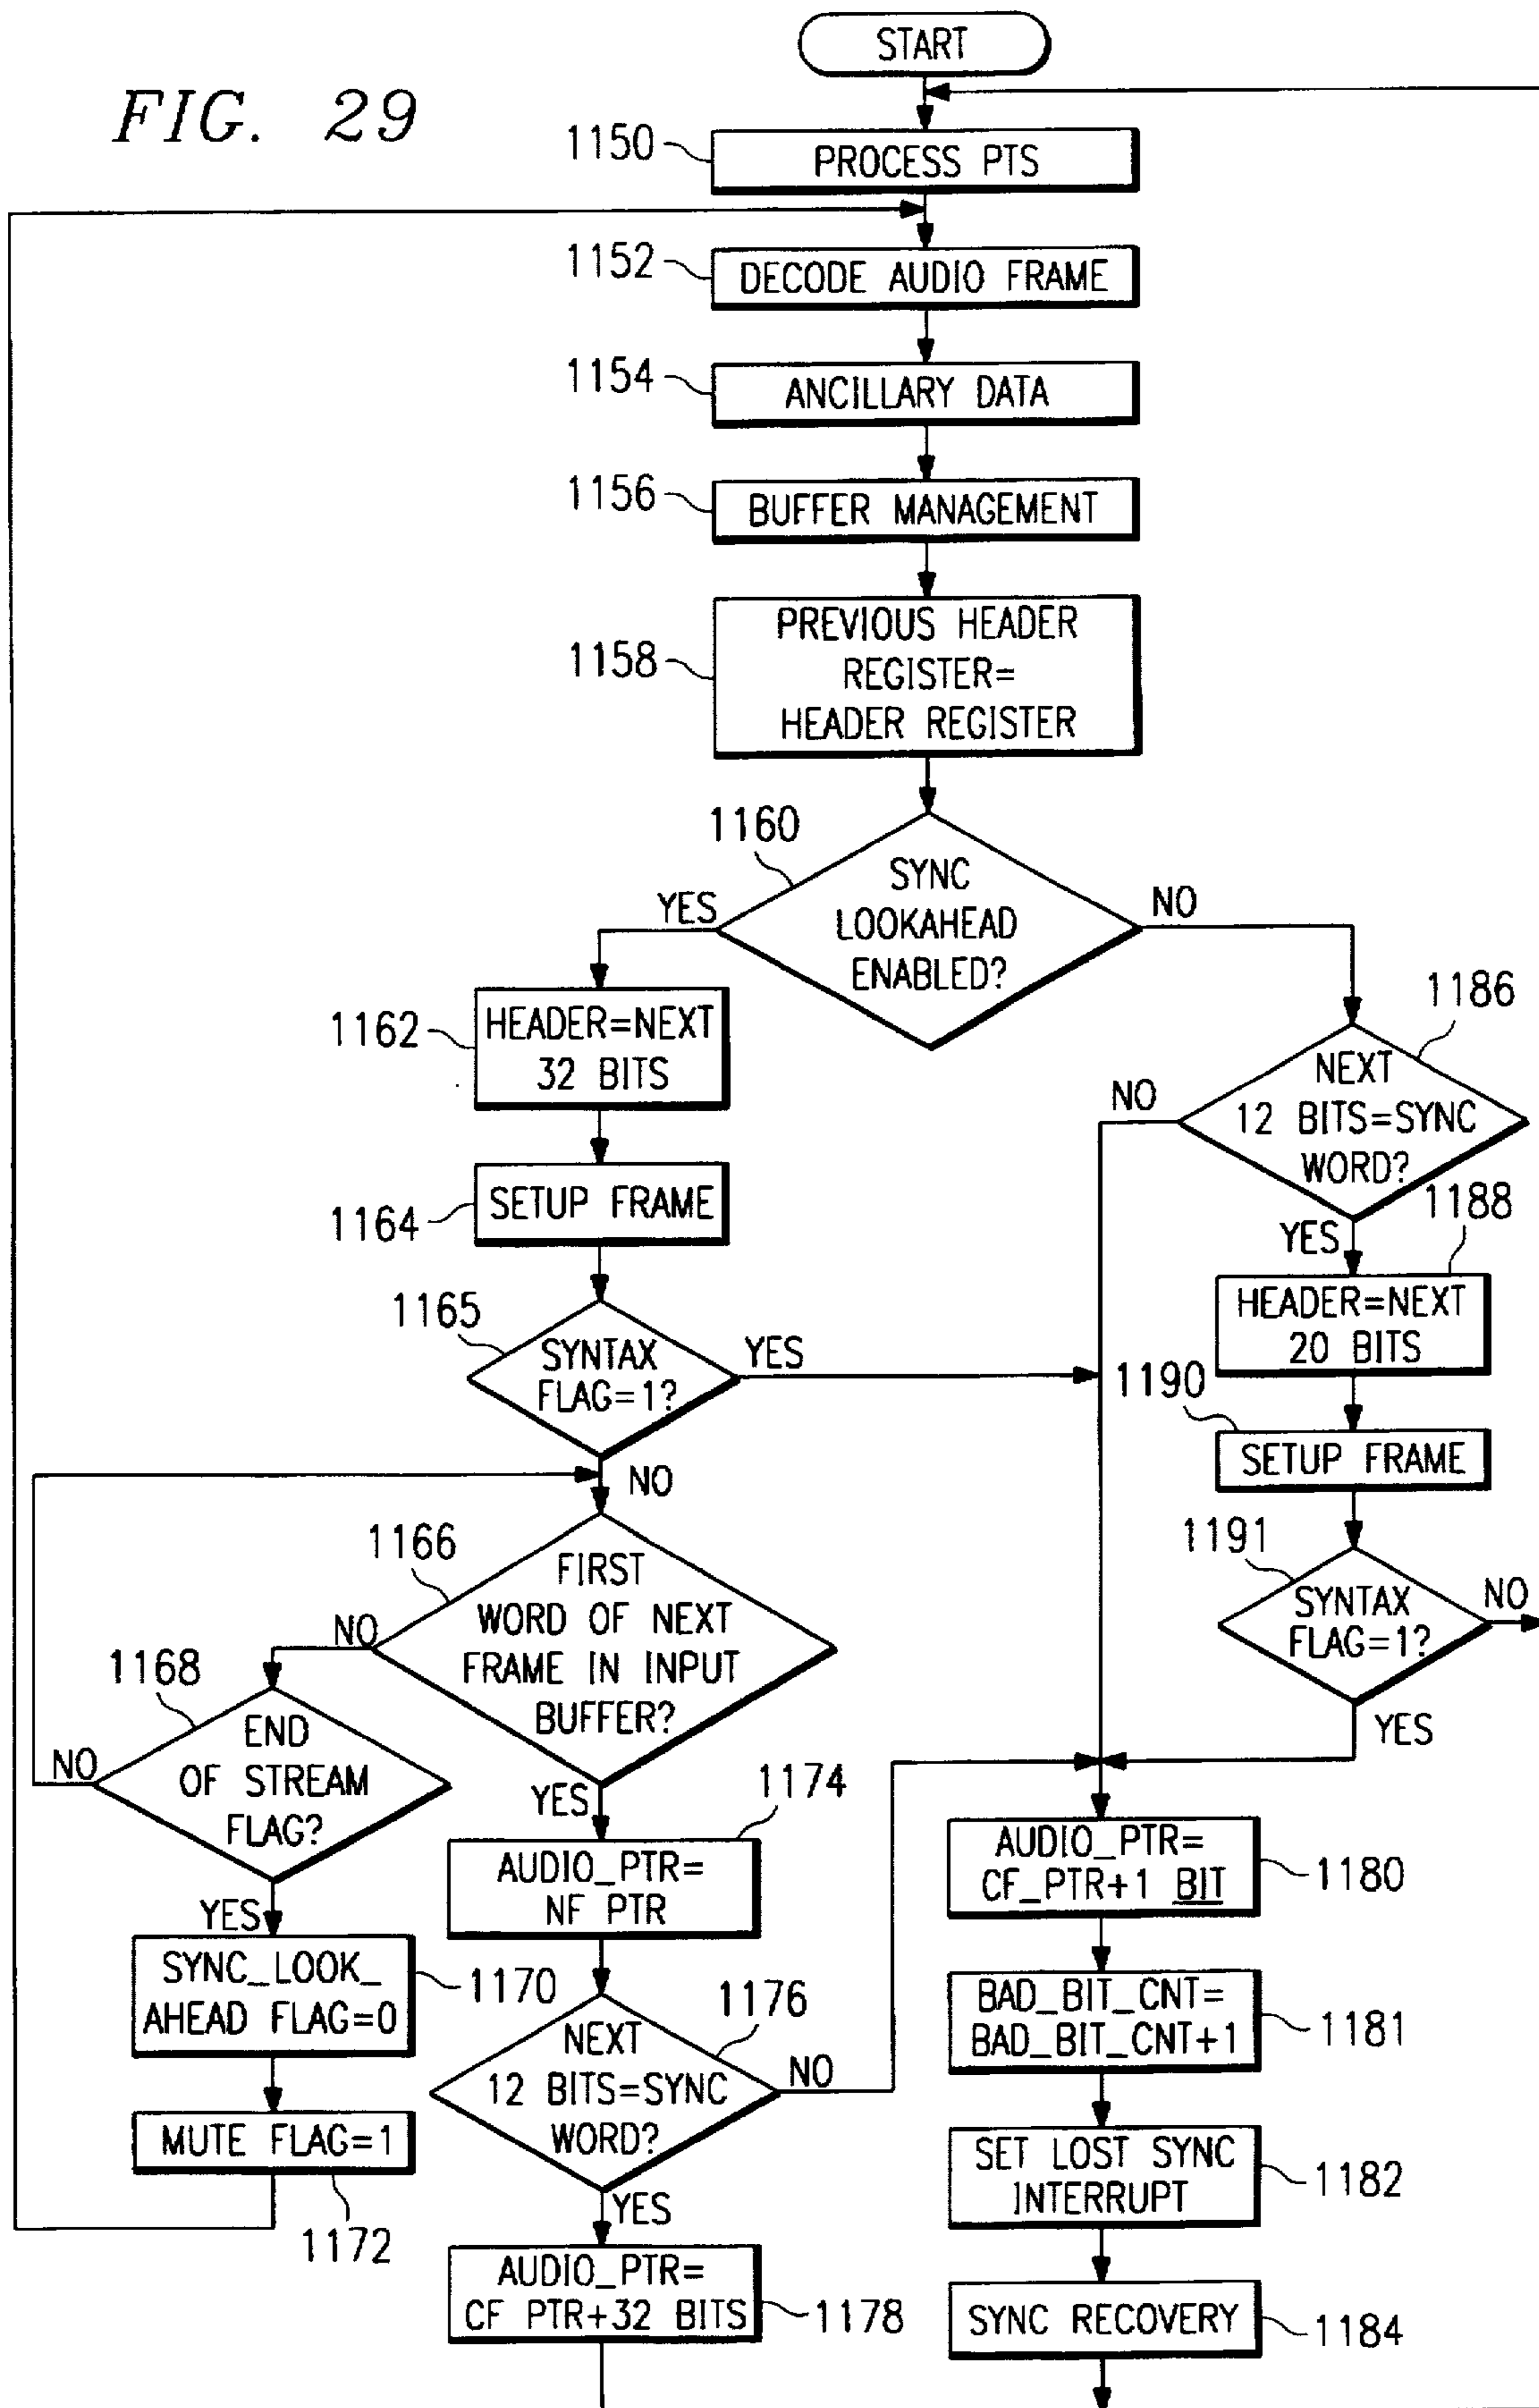 FIG. 29
START
1150
PROCESS PTS
1152
DECODE AUDIO FRAME
1154
ANCILLARY DATA
1156
BUFFER MANAGEMENT
1158
PREVIOUS HEADER
REGISTER=
HEADER REGISTER
1160
SYNC
LOOKAHEAD
ENABLED?
YES
NO
1162
HEADER=NEXT
32 BITS
1164
SETUP FRAME
1165
SYNTAX
FLAG=1?
YES
NO
1166
FIRST
WORD OF NEXT
FRAME IN INPUT
BUFFER?
NO
YES
1168
END
OF STREAM
FLAG?
NO
YES
SYNC_LOOK_
AHEAD FLAG=0
1170
MUTE FLAG=1
1172
1174
AUDIO_PTR=
NF PTR
1176
NEXT
12 BITS=SYNC
WORD?
NO
YES
AUDIO_PTR=
CF PTR+32 BITS
1178
1186
NEXT
12 BITS=SYNC
WORD?
NO
YES
1188
HEADER=NEXT
20 BITS
1190
SETUP FRAME
1191
SYNTAX
FLAG=1?
NO
YES
AUDIO_PTR=
CF_PTR+1 BIT
1180
BAD_BIT_CNT=
BAD_BIT_CNT+1
1181
SET LOST SYNC
INTERRUPT
1182
SYNC RECOVERY
1184